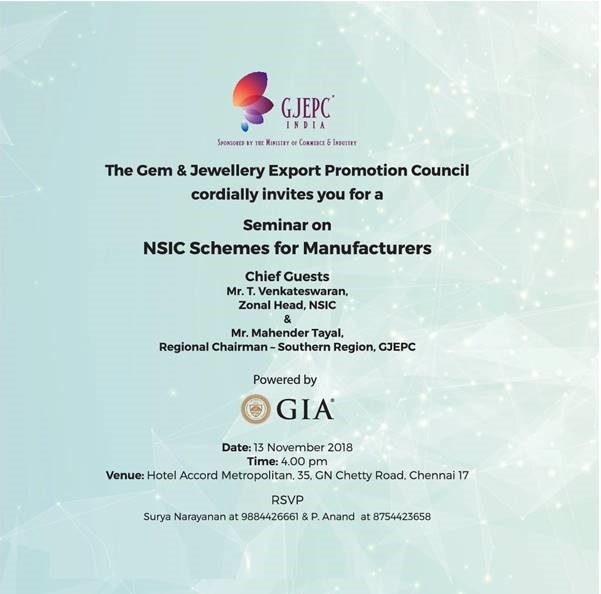 GJEPC
INDIA
SPONSORED BY THE MINISTRY OF COMMERCE & INDUSTRY
The Gem & Jewellery Export Promotion Council
cordially invites you for a
Seminar on
NSIC Schemes for Manufacturers
Chief Guests
Mr. T. Venkateswaran,
Zonal Head, NSIC
&
Mr. Mahender Tayal,
Regional Chairman – Southern Region, GJEPC
Powered by
GIA®
Date: 13 November 2018
Time: 4.00 pm
Venue: Hotel Accord Metropolitan, 35, GN Chetty Road, Chennai 17
RSVP
Surya Narayanan at 9884426661 & P. Anand at 8754423658